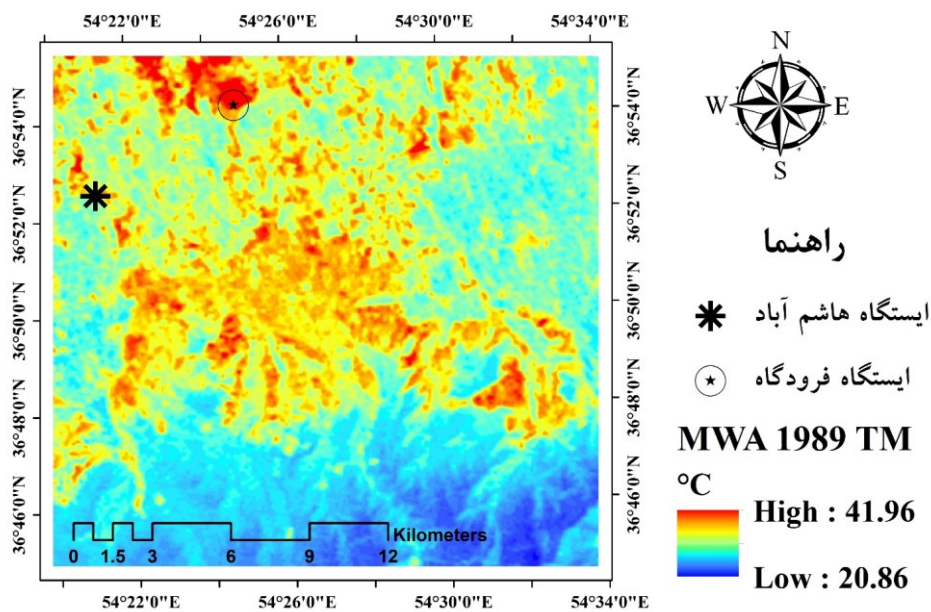 54°22'0"E 54°26'0"E 54°30'0"E 54°34'0"E
36°54'0"N
36°52'0"N
36°50'0"N
36°48'0"N
36°46'0"N
36°54'0"N
36°52'0"N
36°50'0"N
36°48'0"N
36°46'0"N
Kilometers
0 1.5 3 6 9 12
54°22'0"E 54°26'0"E 54°30'0"E 54°34'0"E
N
W E
S
راهنما
ایستگاه هاشم آباد
ایستگاه فرودگاه
MWA 1989 TM
°C
High : 41.96
Low : 20.86